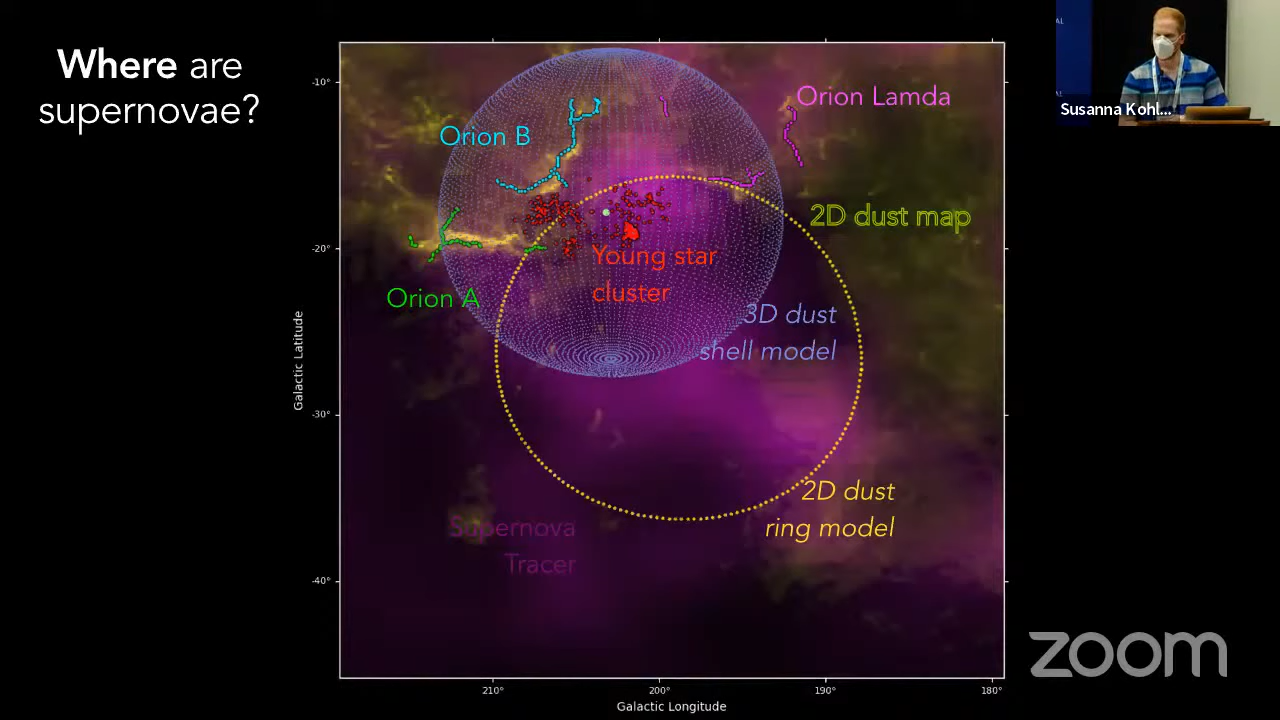 Where are
supernovae?
Orion B
Orion Lamda
2D dust map
Young star
cluster
Orion A
3D dust
shell model
2D dust
ring model
Supernova
Tracer
-10°
-20°
-30°
-40°
Galactic Latitude
210°
200°
190°
180°
Galactic Longitude
Susanna Kohl...
zoom